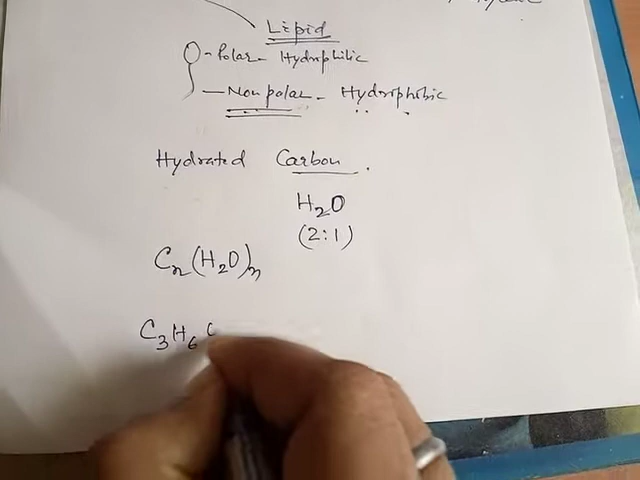 Lipid
Polar - Hydrophilic
Non polar - Hydrophobic
Hydrated Carbon.
H₂O
(2:1)
Cn(H₂O)n
C₃H₆